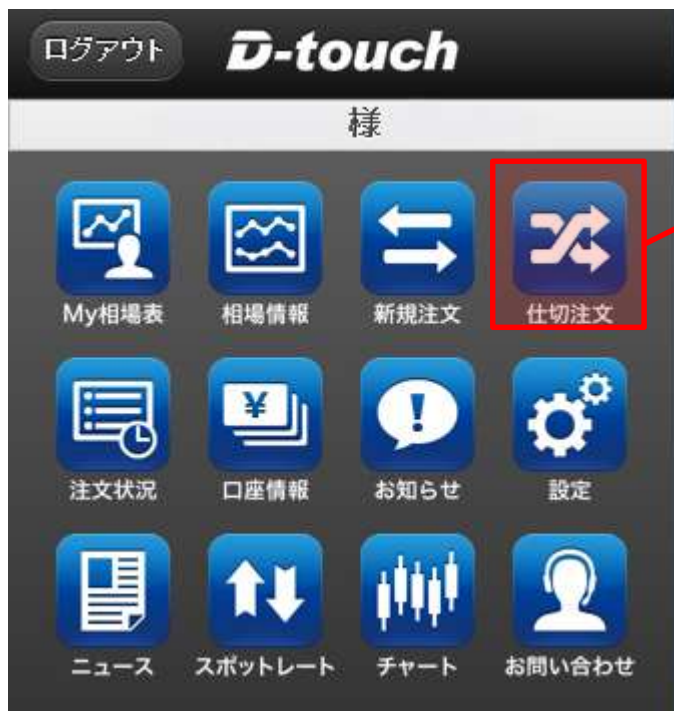 ログアウト D-touch
様
My相場表 相場情報 新規注文 仕切注文
¥ !
注文状況 口座情報 お知らせ 設定
ニュース スポットレート チャート お問い合わせ